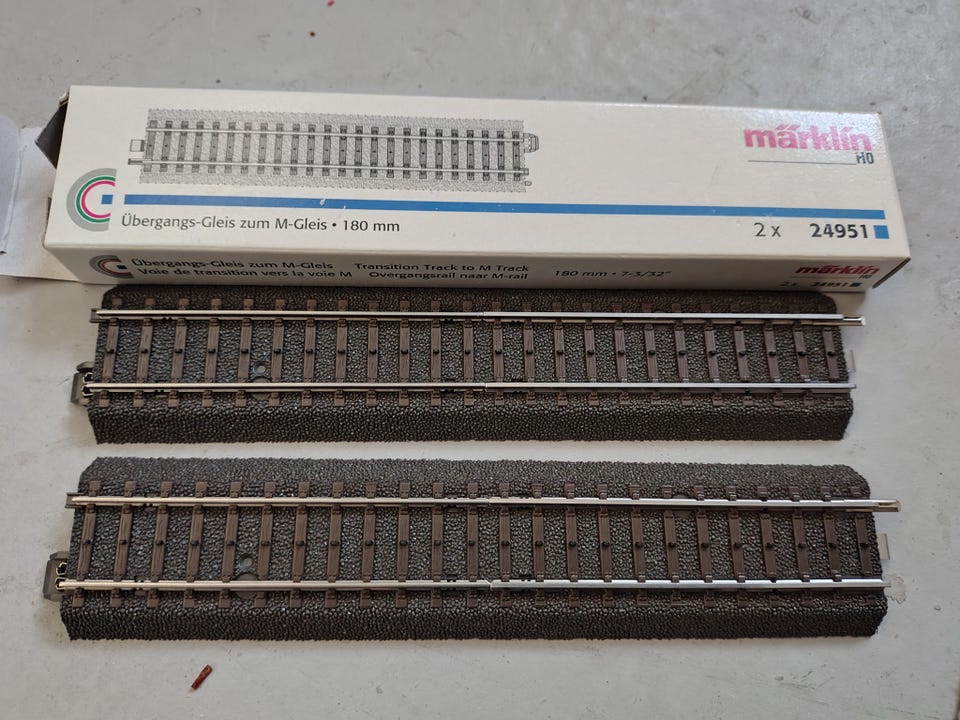 märklin
H0
Übergangs-Gleis zum M-Gleis • 180 mm
2 x 24951
Übergangs-Gleis zum M-Gleis Transition Track to M Track
Voie de transition vers la voie M Overgangsrail naar M-rail
180 mm • 7-3/32"
märklin
H0
2 x 24951